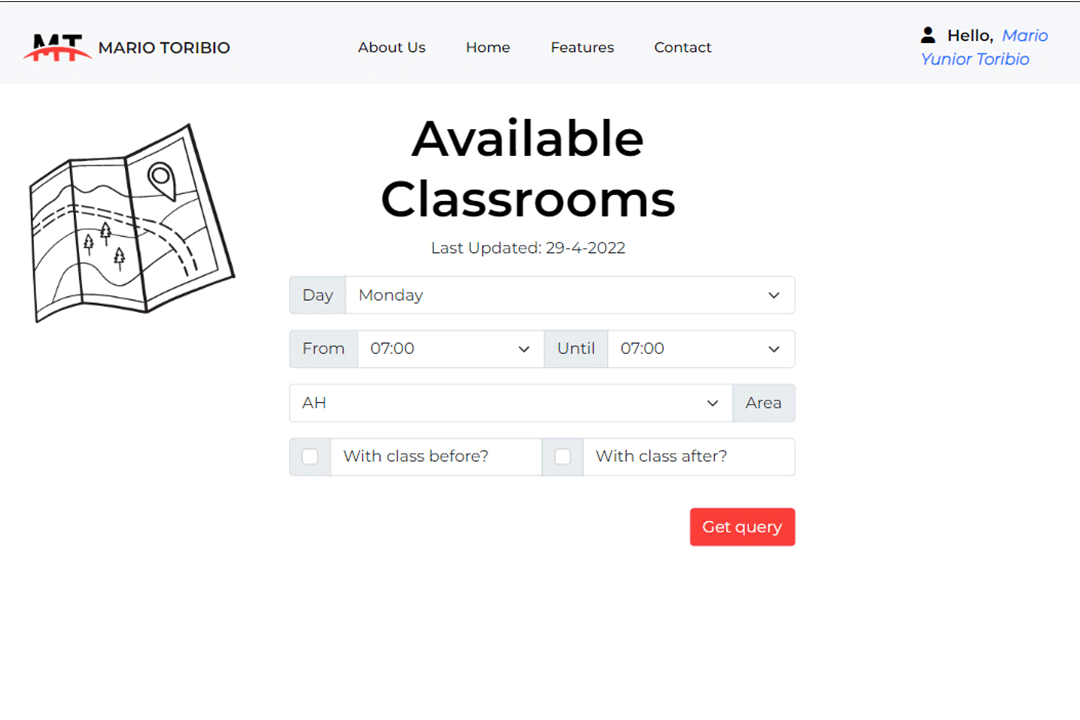 MT MARIO TORIBIO
About Us Home Features Contact
Hello, Mario
Yunior Toribio
Available
Classrooms
Last Updated: 29-4-2022
Day Monday
From 07:00 Until 07:00
AH Area
With class before? With class after?
Get query